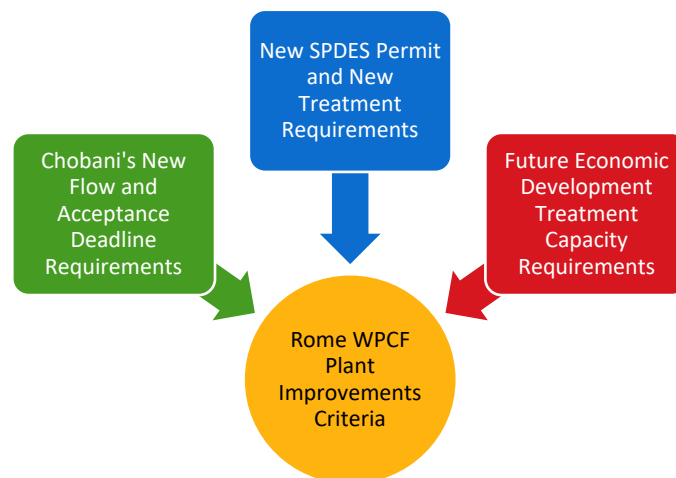 New SPDES Permit
and New
Treatment
Requirements
Chobani's New
Flow and
Acceptance
Deadline
Requirements
Future Economic
Development
Treatment
Capacity
Requirements
Rome WPCF
Plant
Improvements
Criteria